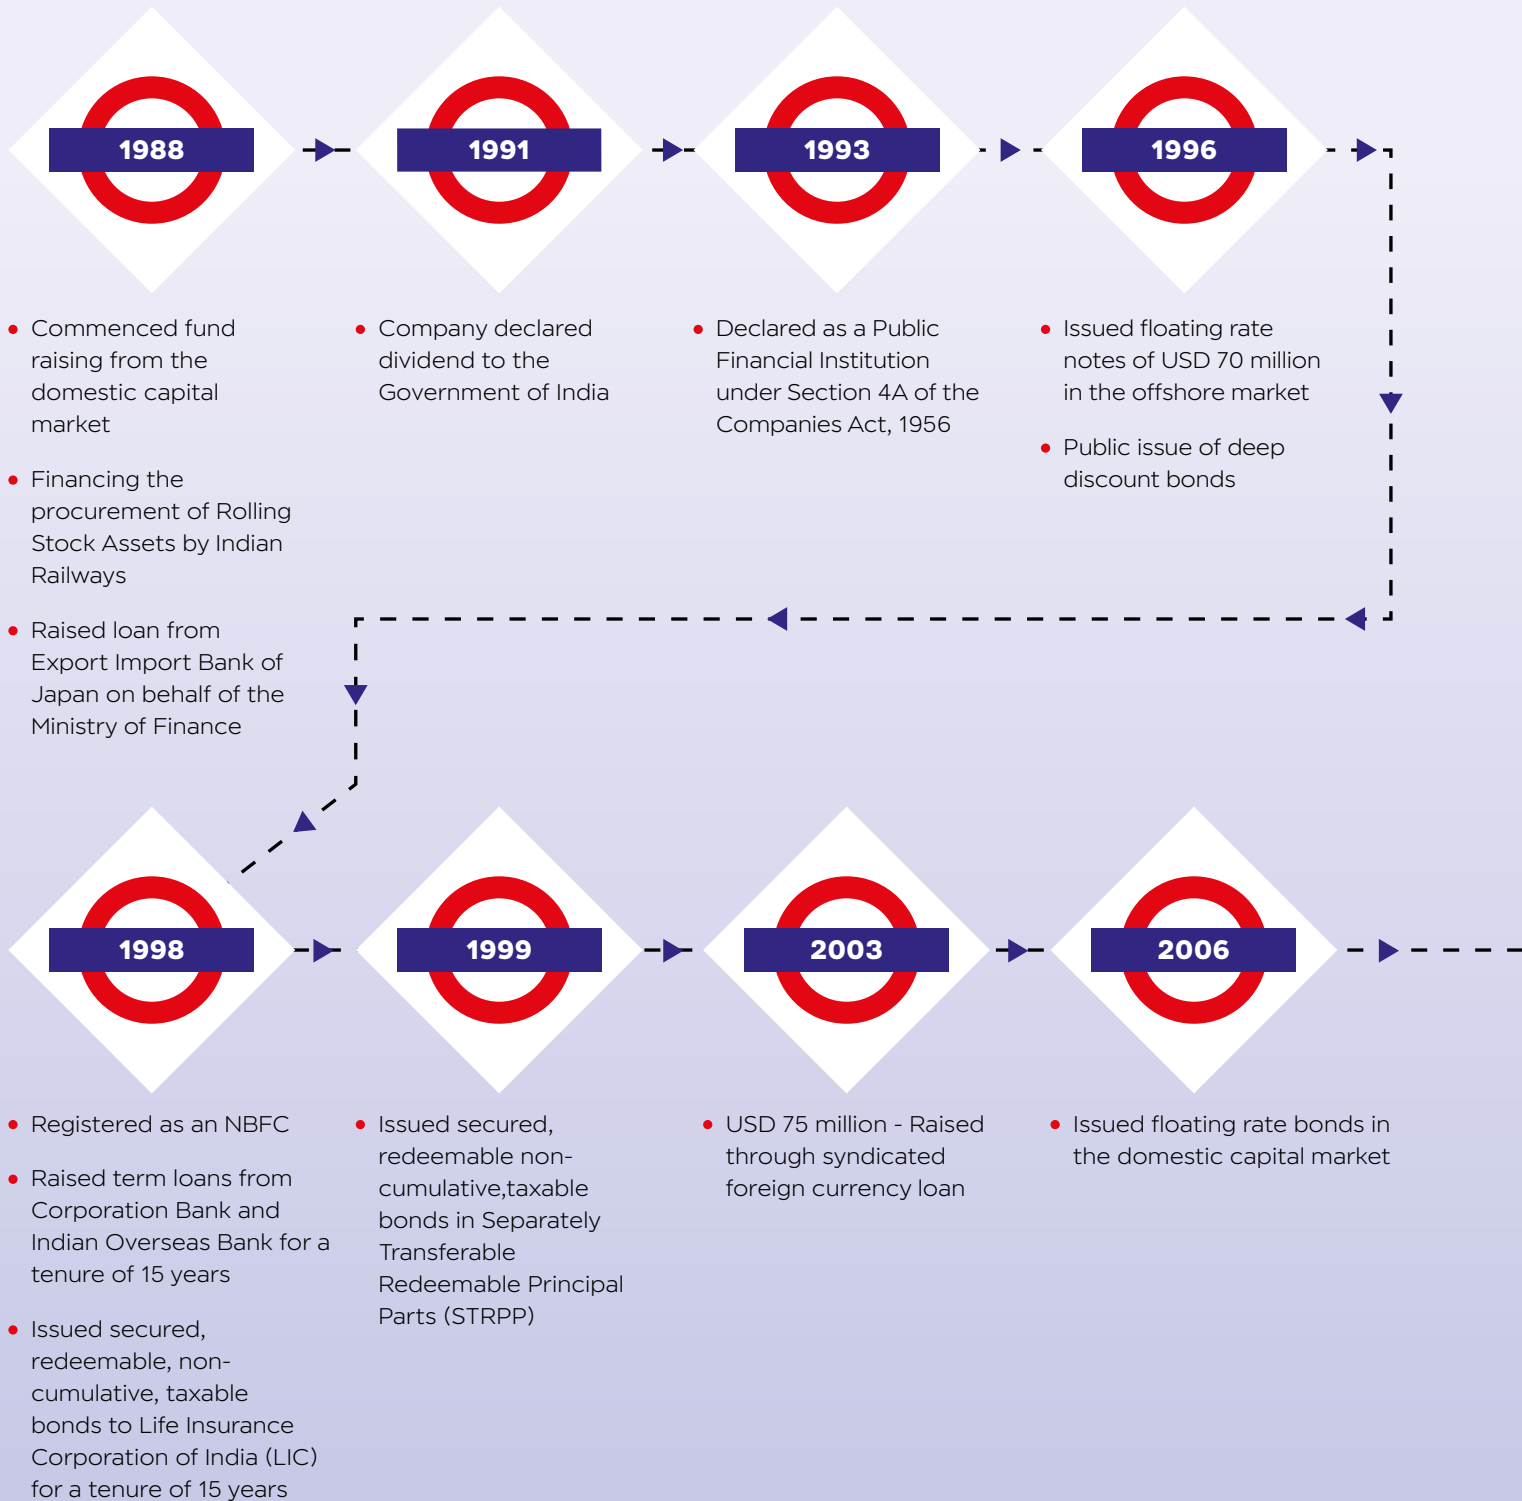 1988
Commenced fund
raising from the
domestic capital
market
Financing the
procurement of Rolling
Stock Assets by Indian
Railways
Raised loan from
Export Import Bank of
Japan on behalf of the
Ministry of Finance
1991
Company declared
dividend to the
Government of India
1993
Declared as a Public
Financial Institution
under Section 4A of the
Companies Act, 1956
1996
Issued floating rate
notes of USD 70 million
in the offshore market
Public issue of deep
discount bonds
1998
Registered as an NBFC
Raised term loans from
Corporation Bank and
Indian Overseas Bank for a
tenure of 15 years
Issued secured,
redeemable, non-
cumulative, taxable
bonds to Life Insurance
Corporation of India (LIC)
for a tenure of 15 years
1999
Issued secured,
redeemable non-
cumulative,taxable
bonds in Separately
Transferable
Redeemable Principal
Parts (STRPP)
2003
USD 75 million - Raised
through syndicated
foreign currency loan
2006
Issued floating rate bonds in
the domestic capital market